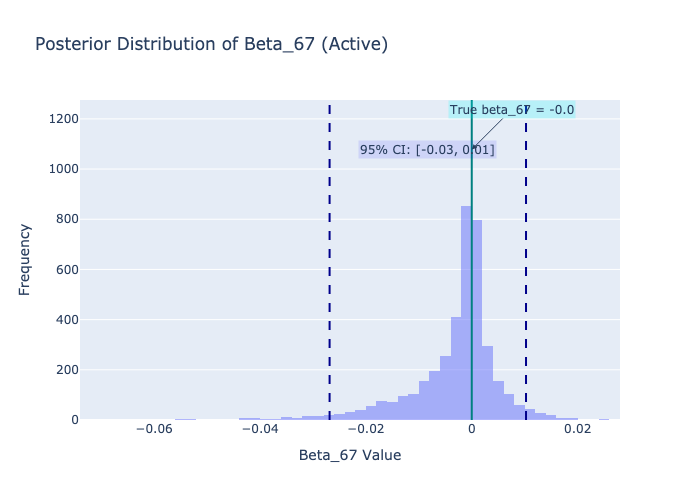 Posterior Distribution of Beta_67 (Active)
True beta_67 = -0.0
95% CI: [-0.03, 0.01]
1200
1000
800
600
400
200
0
Frequency
−0.06
−0.04
−0.02
0
0.02
Beta_67 Value